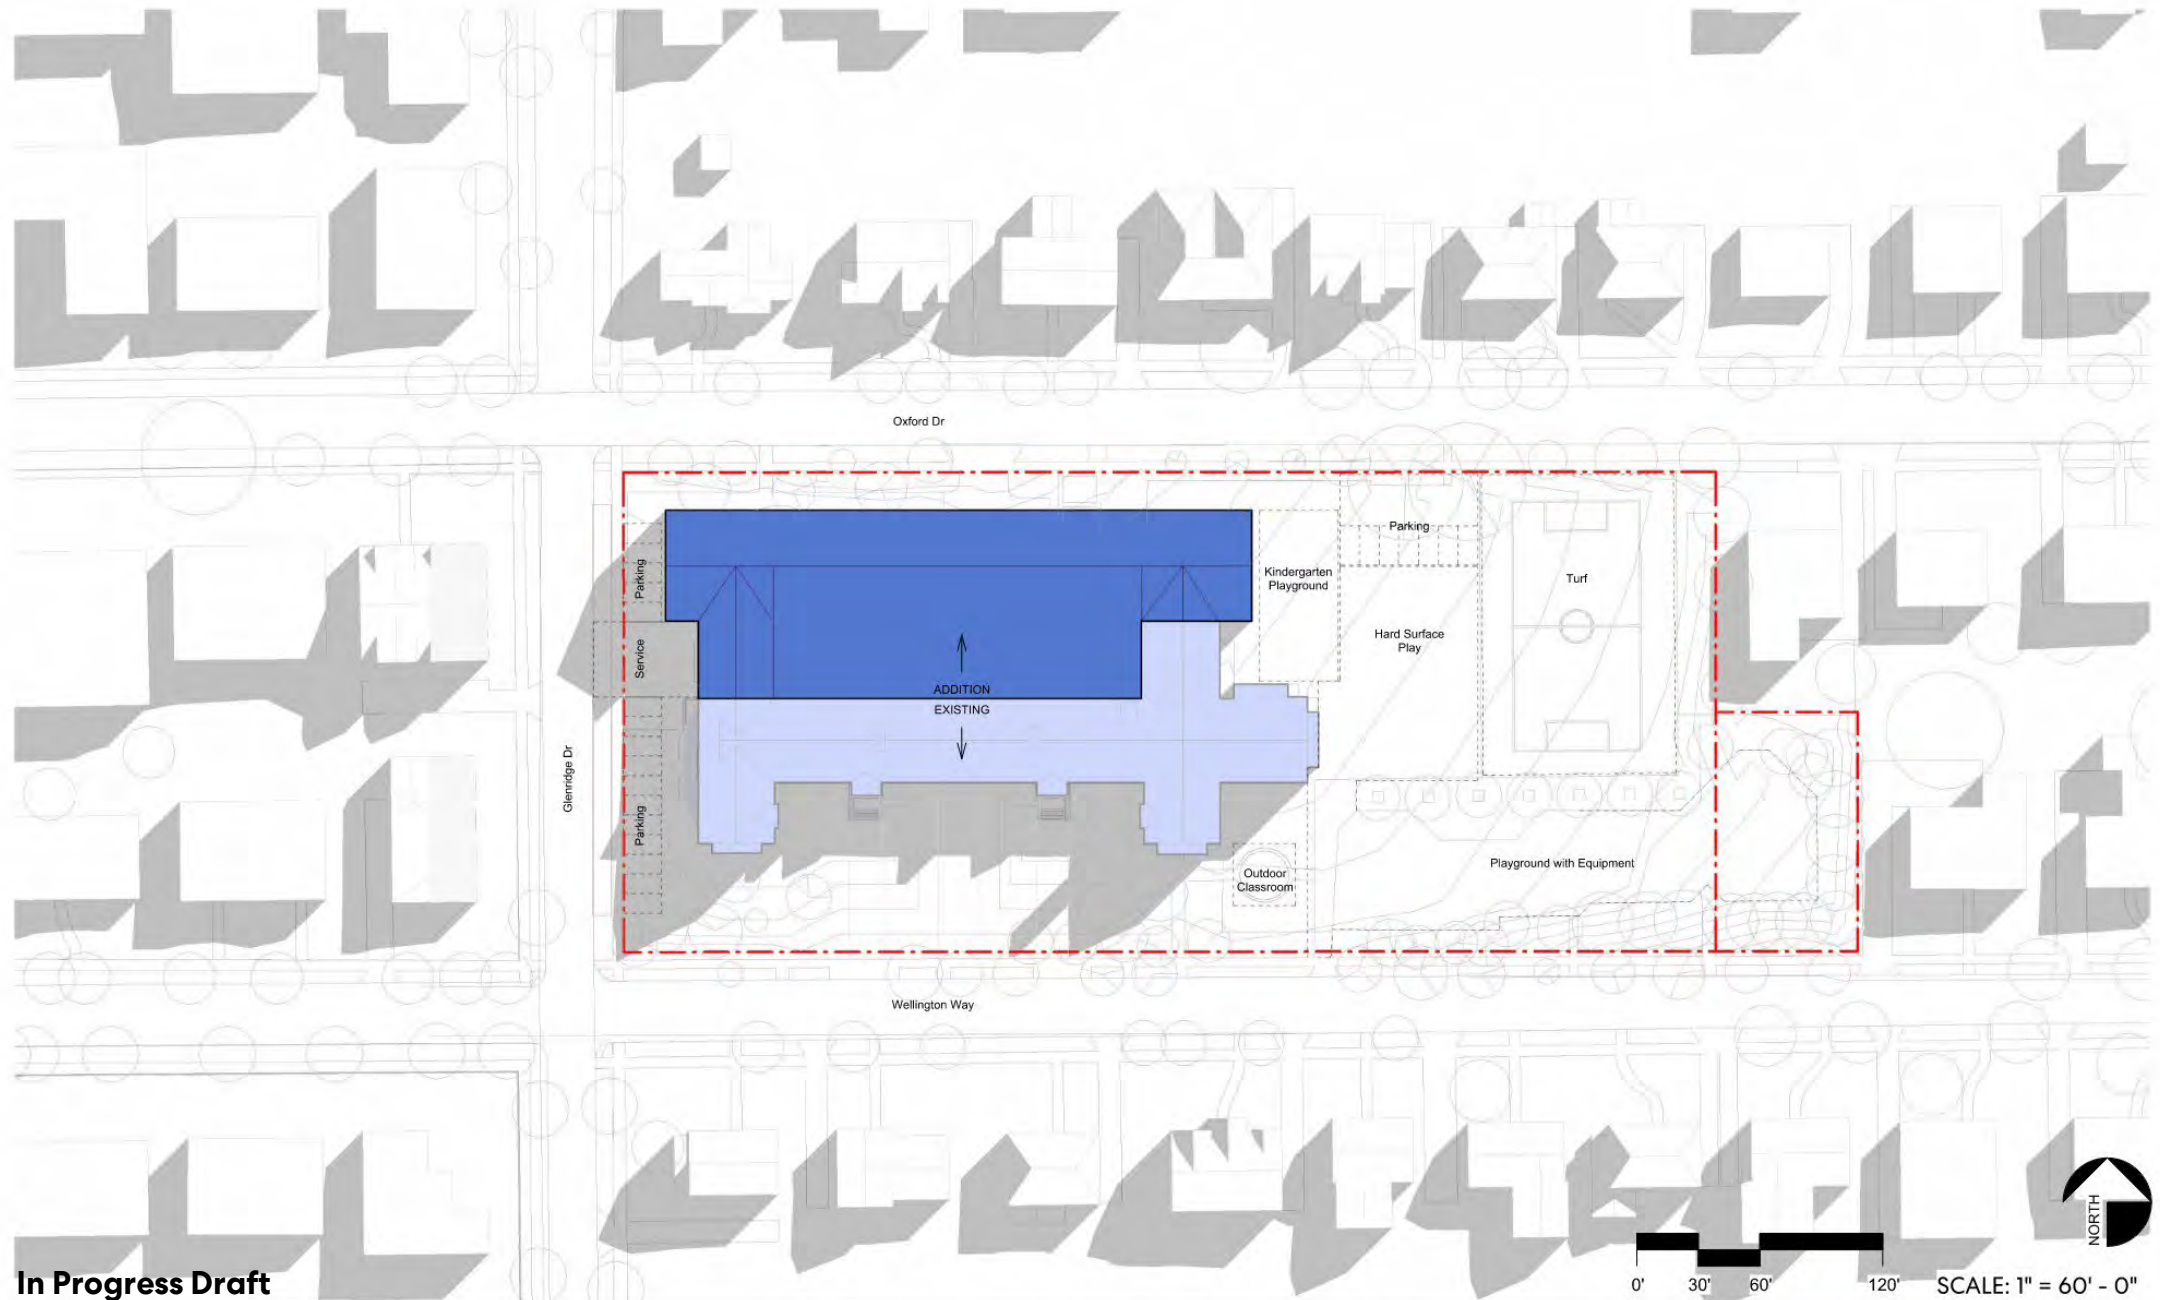 Oxford Dr
Parking
Kindergarten
Playground
Parking
Turf
Hard Surface
Play
Service
ADDITION
EXISTING
Glenridge Dr
Parking
Playground with Equipment
Outdoor
Classroom
Wellington Way
NORTH
0' 30' 60' 120'
SCALE: 1" = 60' - 0"
In Progress Draft